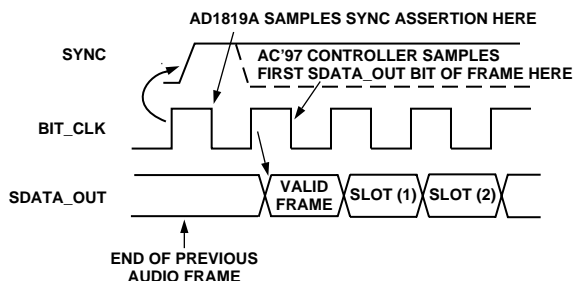 AD1819A SAMPLES SYNC ASSERTION HERE
SYNC
AC'97 CONTROLLER SAMPLES
FIRST SDATA_OUT BIT OF FRAME HERE
BIT_CLK
SDATA_OUT
VALID
FRAME
SLOT (1)
SLOT (2)
END OF PREVIOUS
AUDIO FRAME